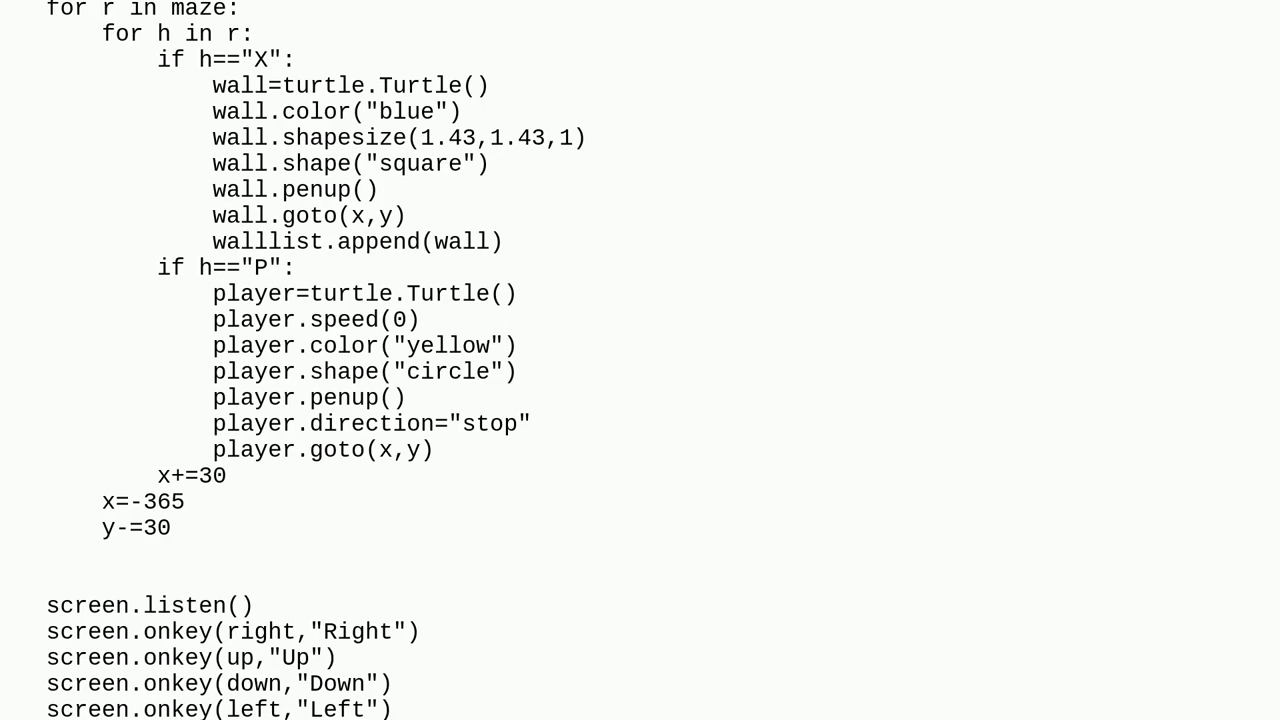 for r in maze:
    for h in r:
        if h=="X":
            wall=turtle.Turtle()
            wall.color("blue")
            wall.shapesize(1.43,1.43,1)
            wall.shape("square")
            wall.penup()
            wall.goto(x,y)
            walllist.append(wall)
        if h=="P":
            player=turtle.Turtle()
            player.speed(0)
            player.color("yellow")
            player.shape("circle")
            player.penup()
            player.direction="stop"
            player.goto(x,y)
        x+=30
    x=-365
    y-=30
screen.listen()
screen.onkey(right,"Right")
screen.onkey(up,"Up")
screen.onkey(down,"Down")
screen.onkey(left,"Left")